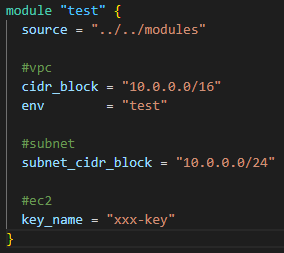 module "test" {
  source = "../../modules"

  #vpc
  cidr_block = "10.0.0.0/16"
  env        = "test"

  #subnet
  subnet_cidr_block = "10.0.0.0/24"

  #ec2
  key_name = "xxx-key"
}